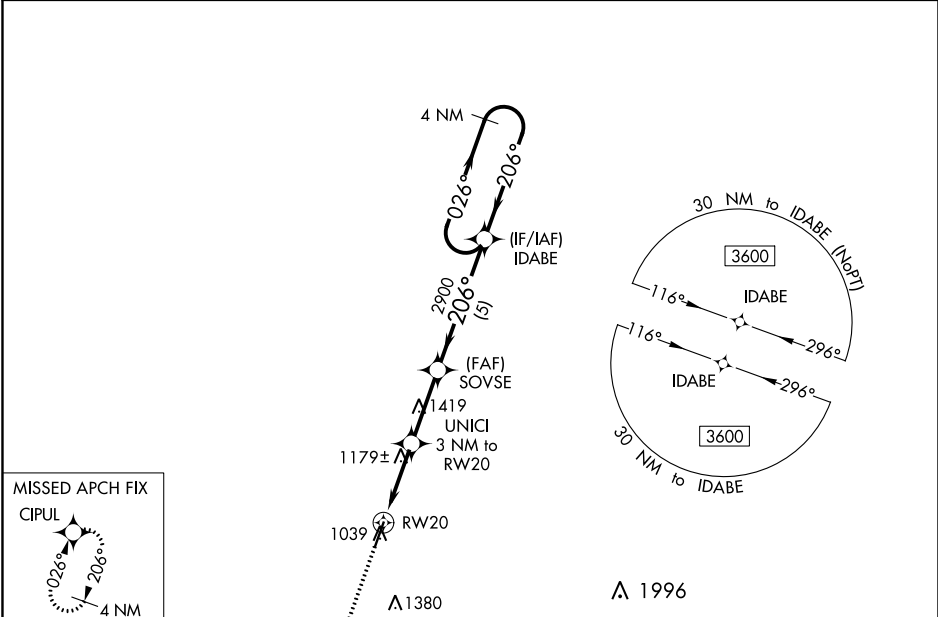 4 NM
026°
206°
(IF/IAF)
IDABE
2900
206°
(5)
(FAF)
SOVSE
1419
UNICI
3 NM to
RW20
1179±
RW20
1039
1380
1996
30 NM to IDABE (NoPT)
3600
116°
IDABE
296°
116°
IDABE
296°
3600
30 NM to IDABE
MISSED APCH FIX
CIPUL
026°
206°
4 NM